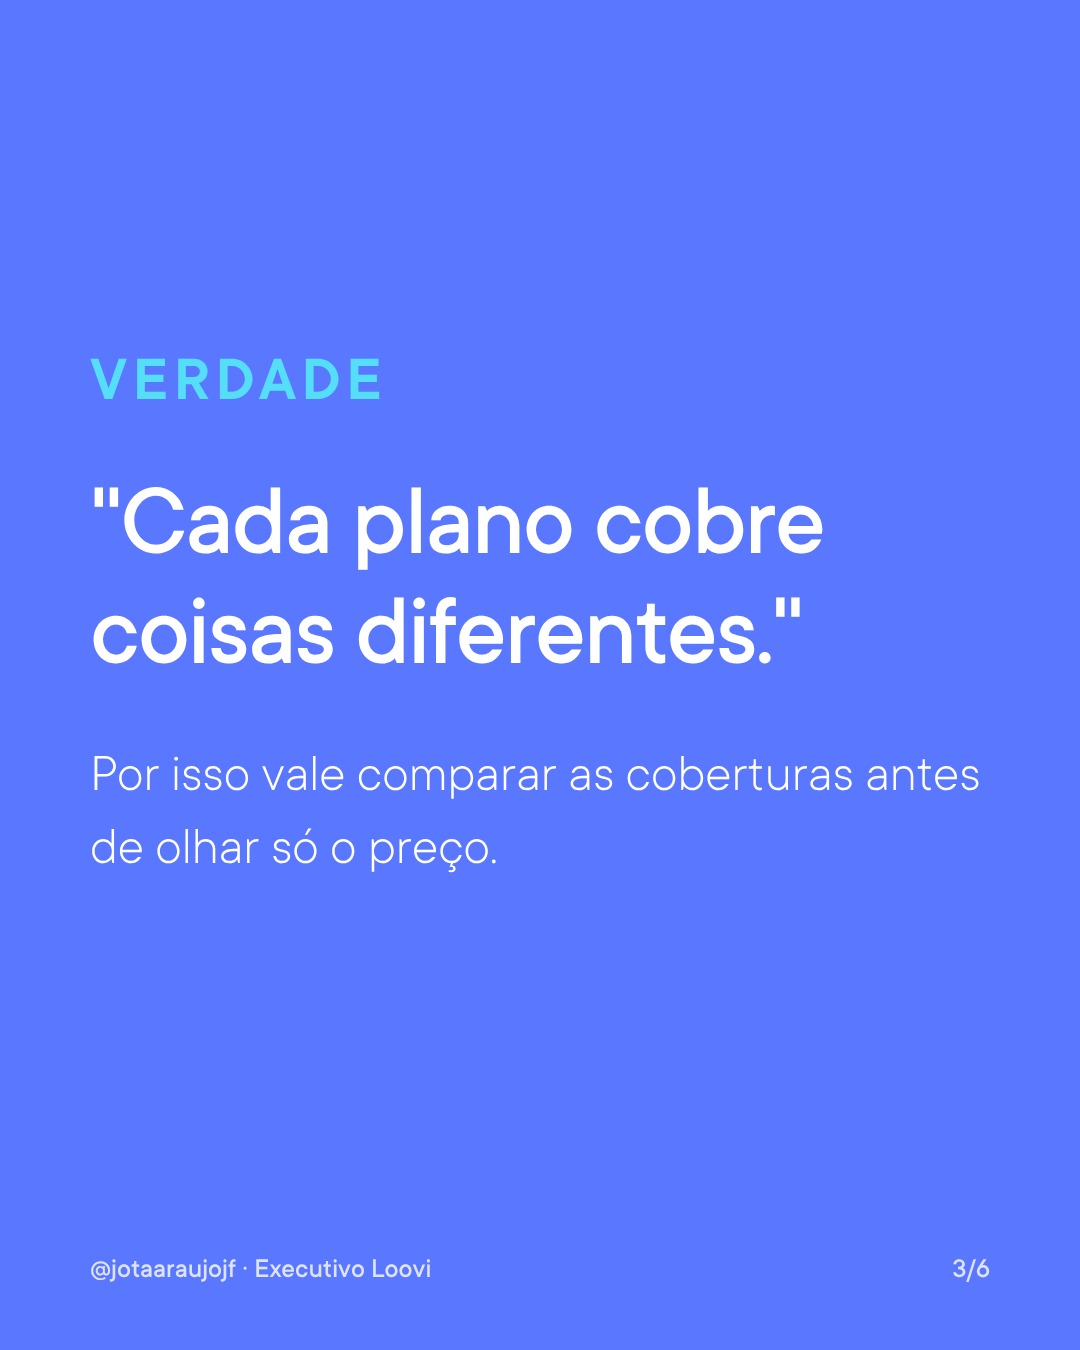 VERDADE
"Cada plano cobre
coisas diferentes."
Por isso vale comparar as coberturas antes
de olhar só o preço.
@jotaaraujojf · Executivo Loovi
3/6